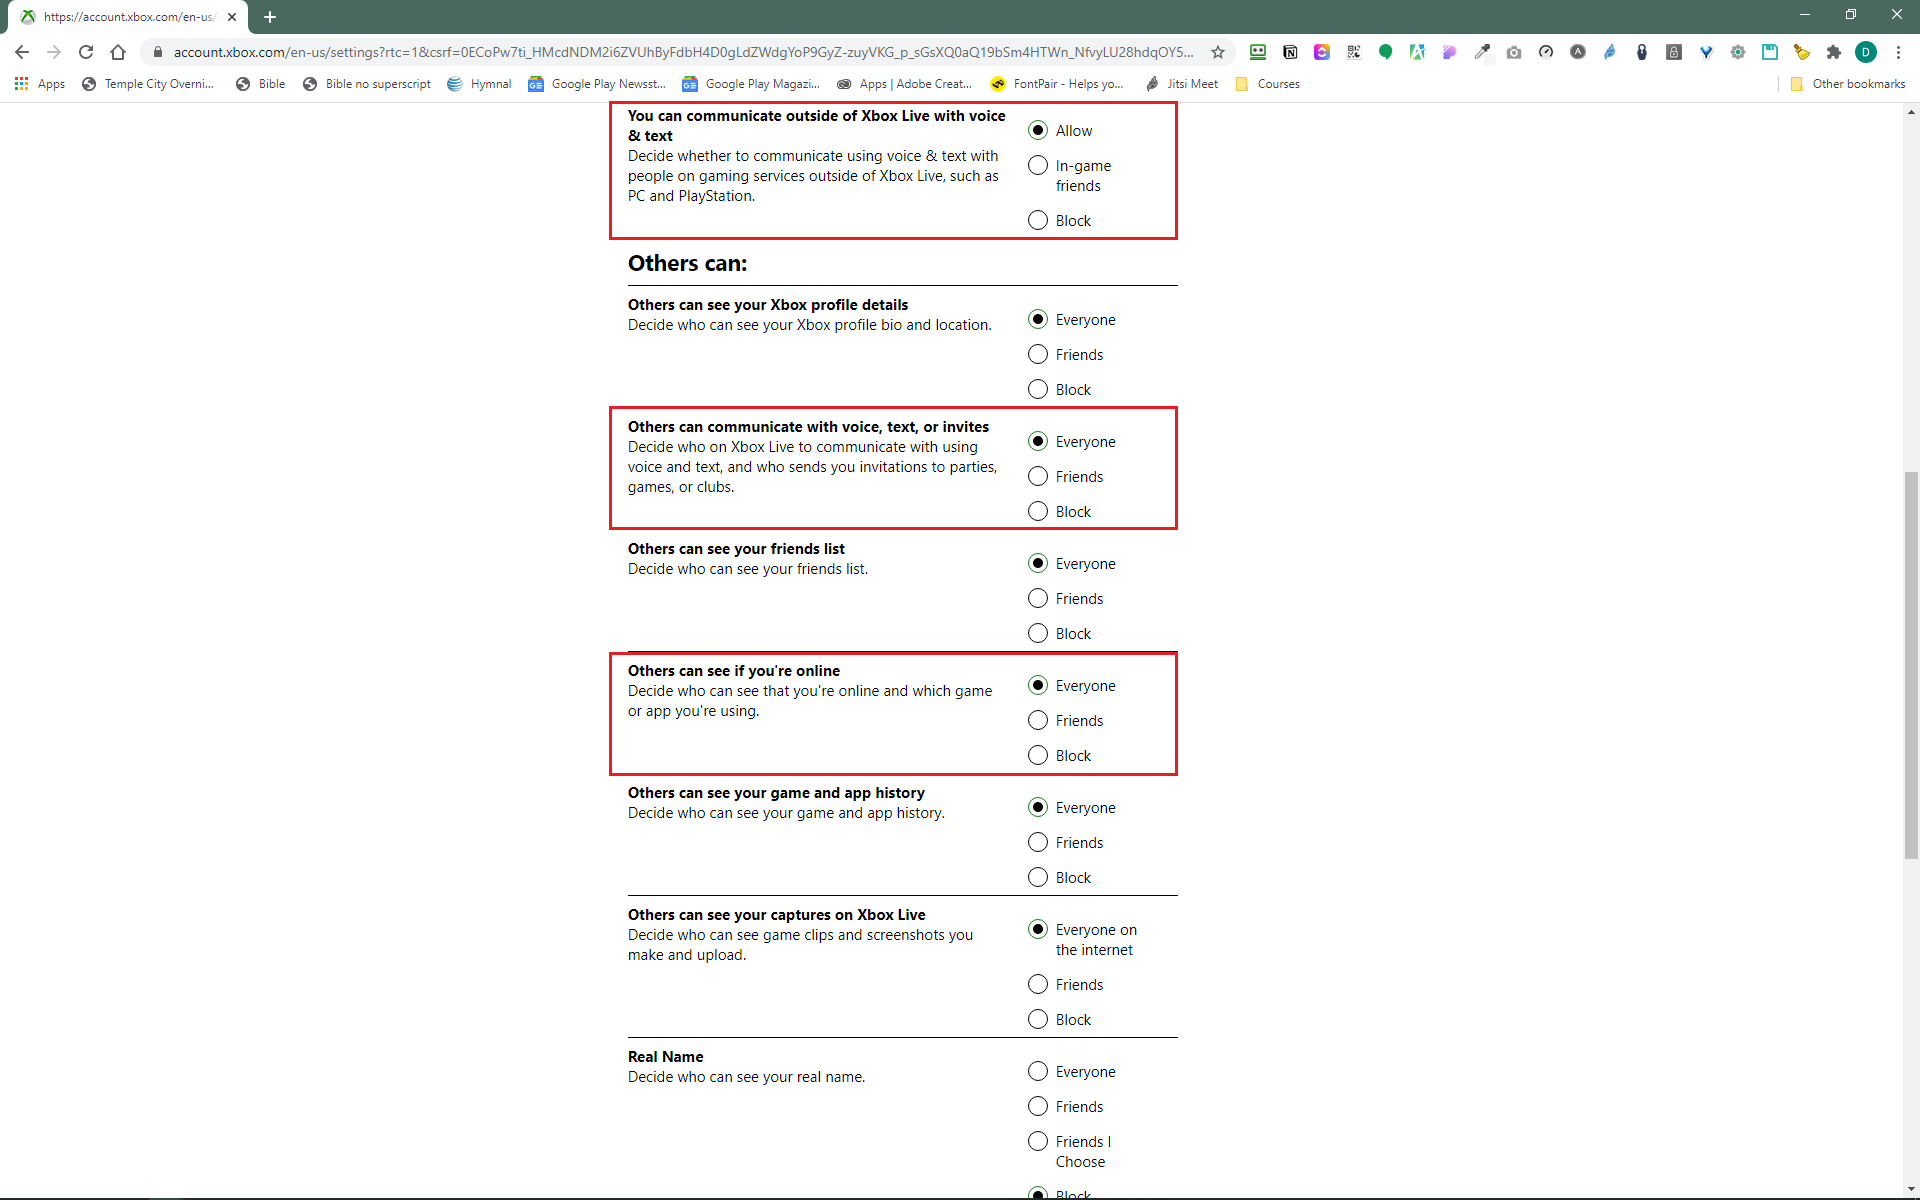 https://account.xbox.com/en-us/
account.xbox.com/en-us/settings?rtc=1&csrf=0ECoPw7ti_HMcdNDM2i6ZVUhByFdbH4D0gLdZWdgYoP9GyZ-zuyVKG_p_sGsXQ0aQ19bSm4HTWn_NfvyLU28hdqOY5...
D
Apps
Temple City Overni...
Bible
Bible no superscript
Hymnal
Google Play Newsst...
Google Play Magazi...
Apps | Adobe Creat...
FontPair - Helps yo...
Jitsi Meet
Courses
Other bookmarks
You can communicate outside of Xbox Live with voice
& text
Decide whether to communicate using voice & text with
people on gaming services outside of Xbox Live, such as
PC and PlayStation.
Allow
In-game
friends
Block
Others can:
Others can see your Xbox profile details
Decide who can see your Xbox profile bio and location.
Everyone
Friends
Block
Others can communicate with voice, text, or invites
Decide who on Xbox Live to communicate with using
voice and text, and who sends you invitations to parties,
games, or clubs.
Everyone
Friends
Block
Others can see your friends list
Decide who can see your friends list.
Everyone
Friends
Block
Others can see if you're online
Decide who can see that you're online and which game
or app you're using.
Everyone
Friends
Block
Others can see your game and app history
Decide who can see your game and app history.
Everyone
Friends
Block
Others can see your captures on Xbox Live
Decide who can see game clips and screenshots you
make and upload.
Everyone on
the internet
Friends
Block
Real Name
Decide who can see your real name.
Everyone
Friends
Friends I
Choose
Block